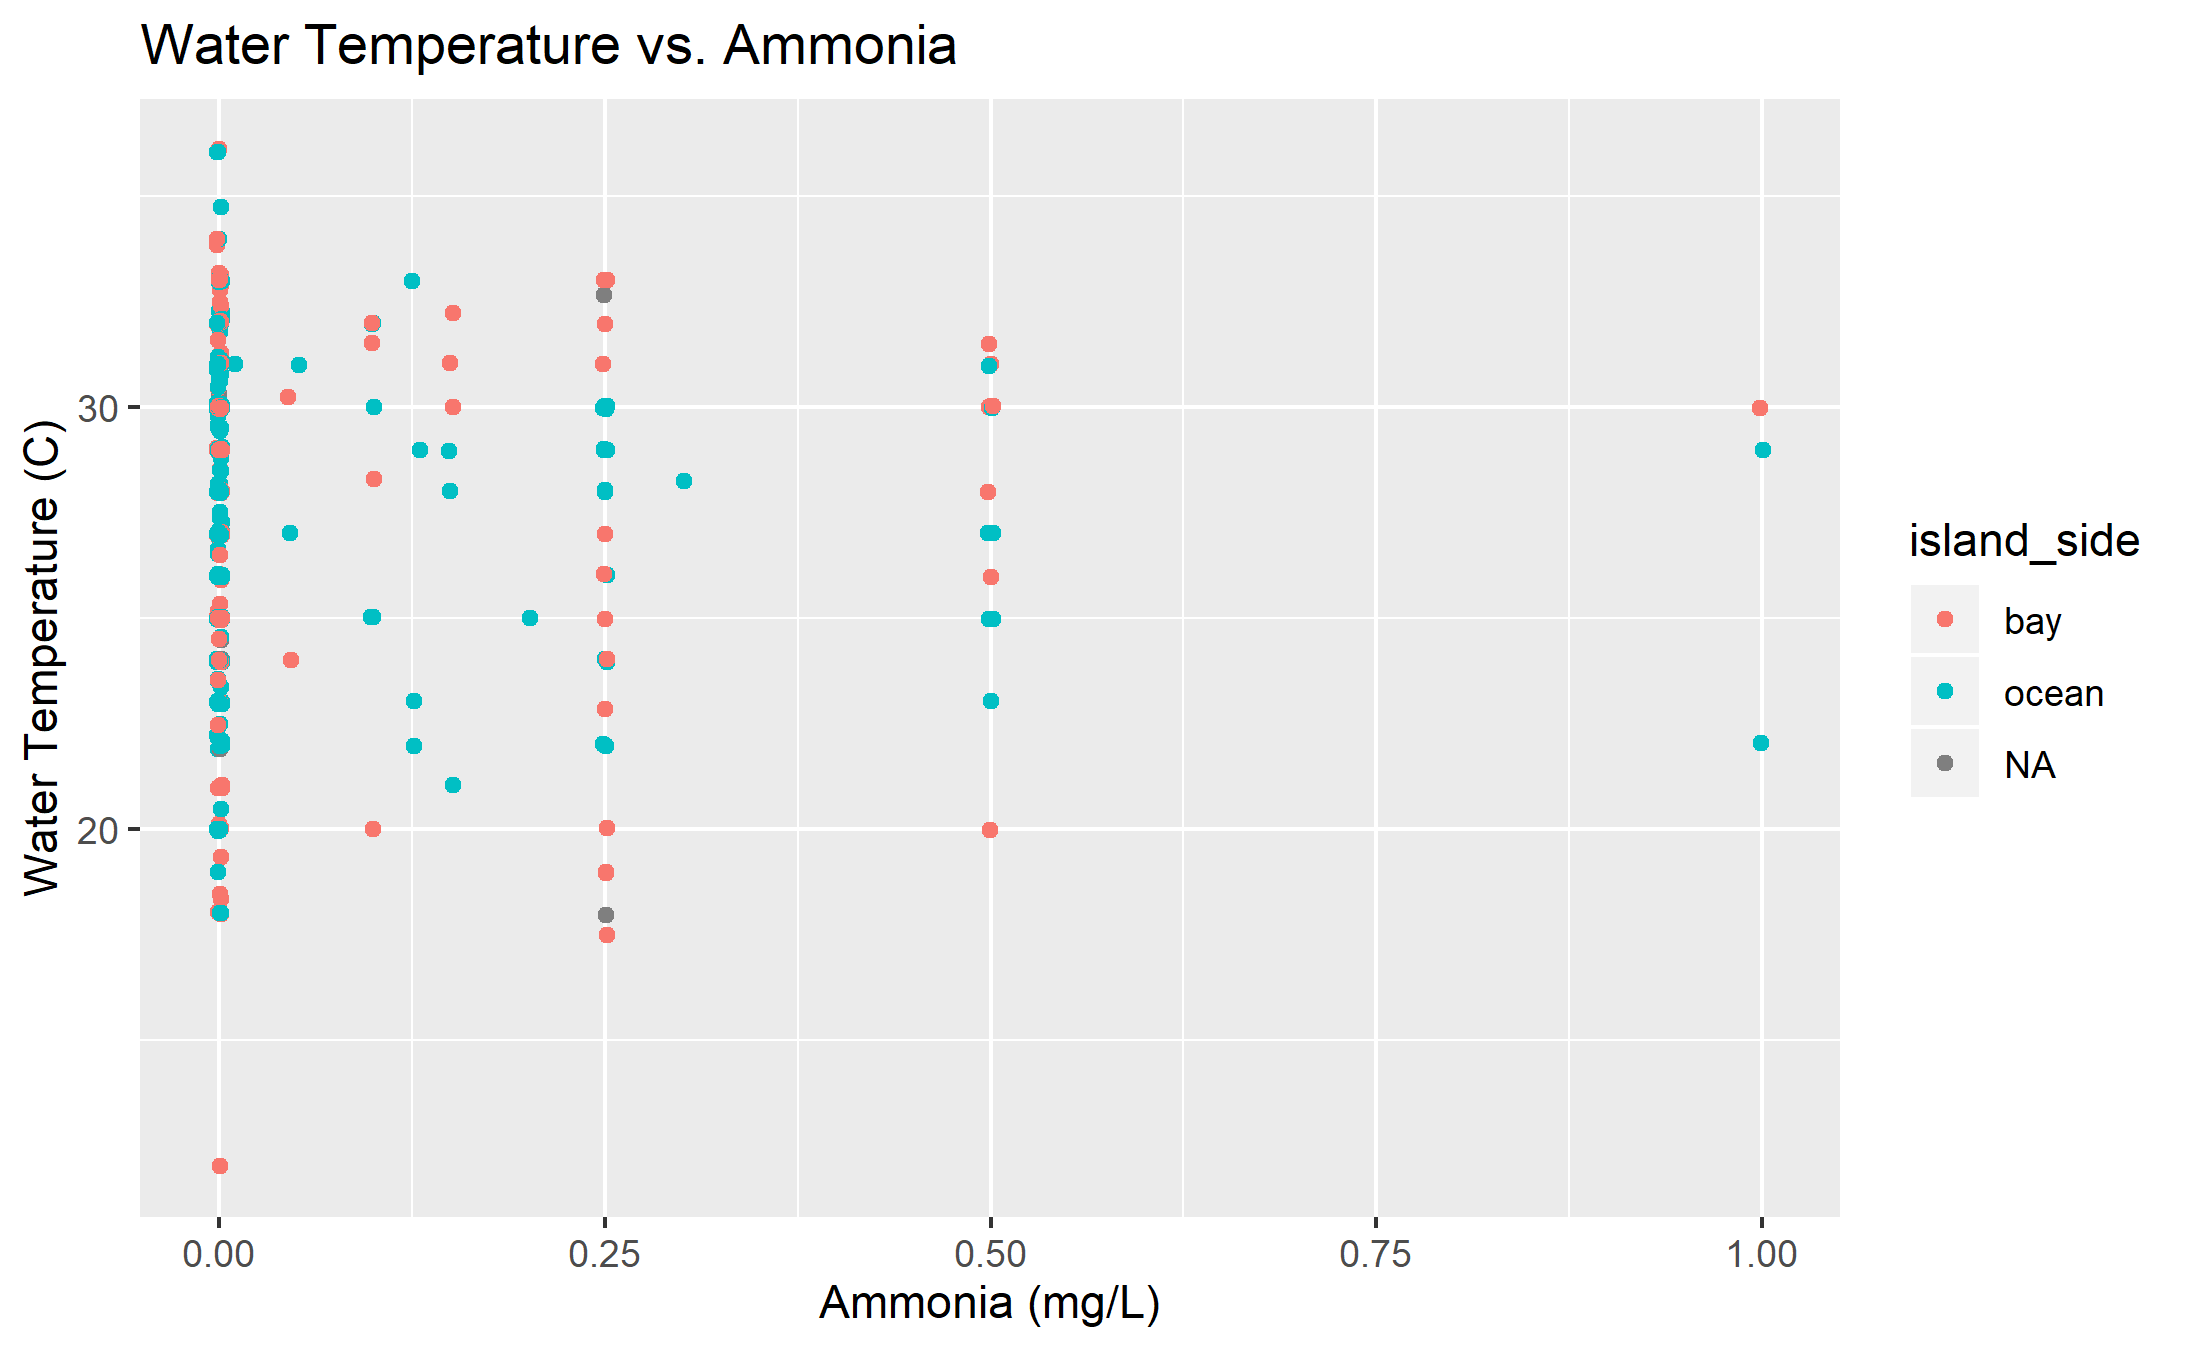 Water Temperature vs. Ammonia
Water Temperature (C)
30
20
0.00 0.25 0.50 0.75 1.00
Ammonia (mg/L)
island_side
bay
ocean
NA